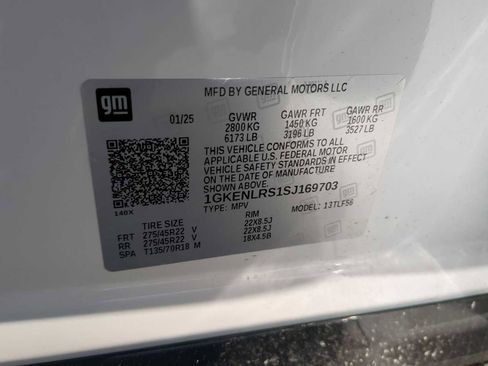 gm
MFD BY GENERAL MOTORS LLC
01/25 GVWR GAWR FRT GAWR RR
2800 KG 1450 KG 1600 KG
6173 LB 3196 LB 3527 LB
THIS VEHICLE CONFORMS TO ALL
APPLICABLE U.S. FEDERAL MOTOR
VEHICLE SAFETY STANDARDS IN EFFECT
ON THE DATE OF MANUFACTURE
1GKENLRS1SJ169703
TYPE: MPV MODEL: 13TLF56
140X
TIRE SIZE RIM
FRT 275/45R22 V 22X8.5J
RR 275/45R22 V 22X8.5J
SPA T135/70R18 M 18X4.5B